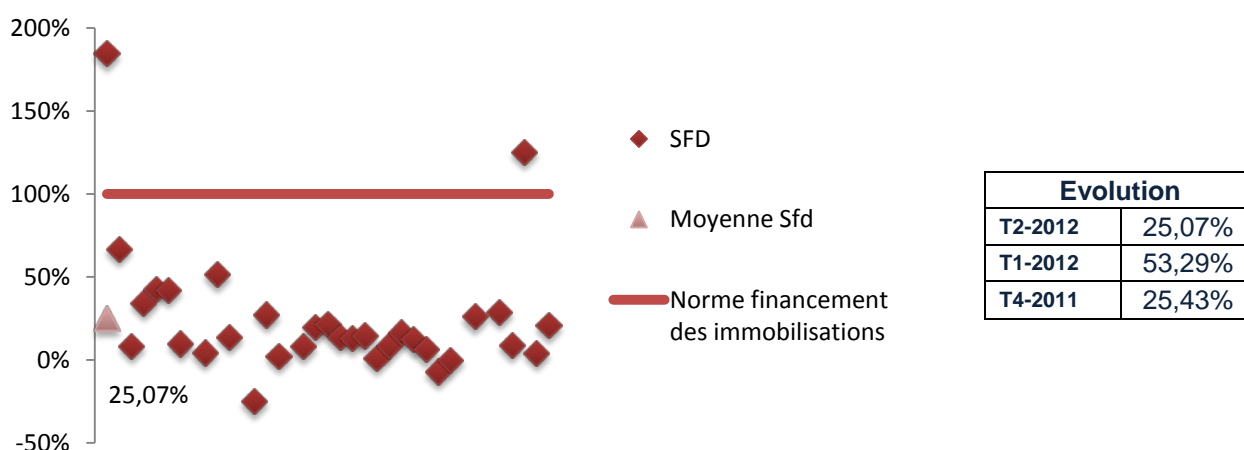 200%
150%
100%
50%
0%
-50%
25,07%
SFD
Moyenne Sfd
Norme financement
des immobilisations
Evolution
T2-2012 25,07%
T1-2012 53,29%
T4-2011 25,43%